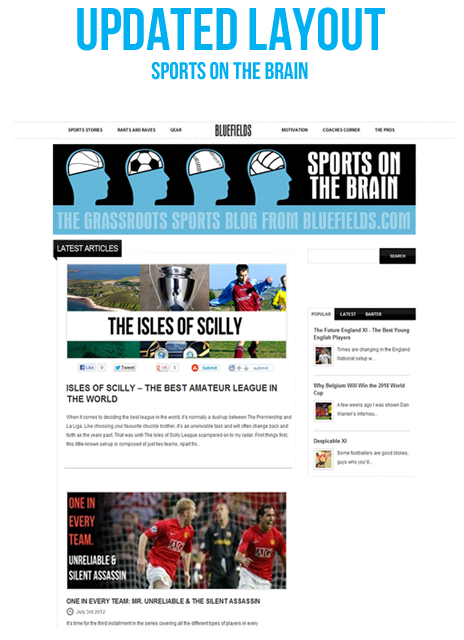 UPDATED LAYOUT
SPORTS ON THE BRAIN
SPORTS STORIES RANTS AND RAVES GEAR BLUEFIELDS MOTIVATION COACHES CORNER THE PROS
SPORTS ON
THE BRAIN
THE GRASSROOTS SPORTS BLOG FROM BLUEFIELDS.COM
LATEST ARTICLES
SEARCH
THE ISLES OF SCILLY
Like 0 Tweet +1 0 Submit submit
ISLES OF SCILLY – THE BEST AMATEUR LEAGUE IN
THE WORLD
When it comes to deciding the best league in the world, it's normally a dustup between The Premiership and
La Liga. Like choosing your favourite chuckle brother, it's an unenviable task and will often change back and
forth as the years past. That was until The Isles of Scilly League scampered on to my radar. First things first,
this little-known setup is composed of just two teams. Apart fro...
POPULAR LATEST BANTER
The Future England XI - The Best Young
English Players
Times are changing in the England
National setup w...
Why Belgium Will Win the 2018 World
Cup
A few weeks ago I was shown Dan
Warren's infamou...
Despicable XI
Some footballers are good blokes,
guys who you'd...
ONE IN
EVERY
TEAM.
UNRELIABLE &
SILENT ASSASSIN
ONE IN EVERY TEAM: MR. UNRELIABLE & THE SILENT ASSASSIN
July 3rd 2012
It's time for the third installment in the series covering all the different types of players in every